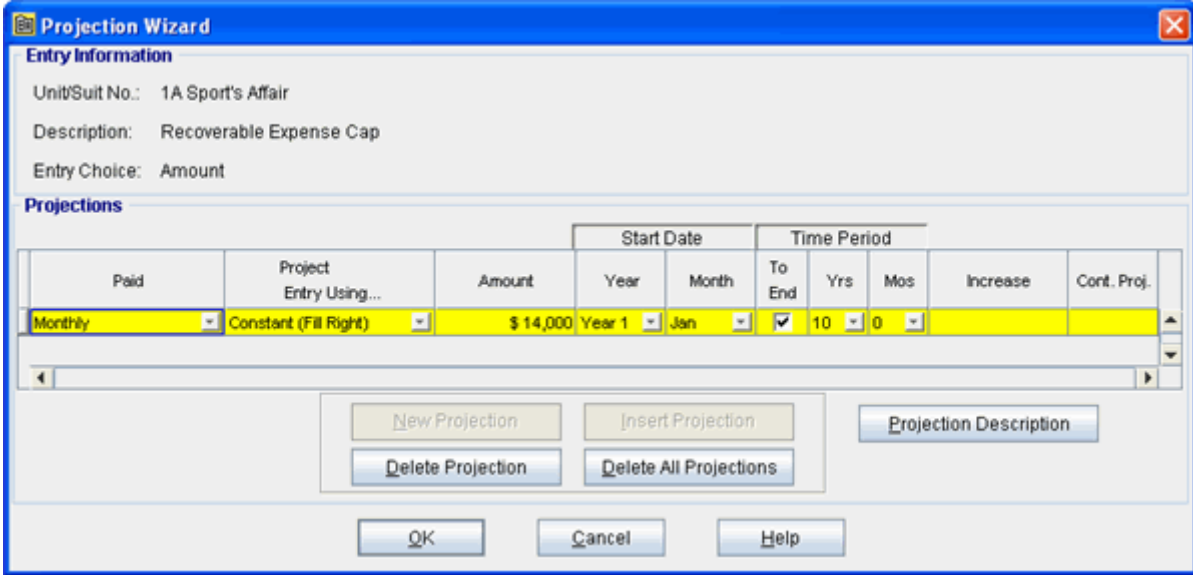 Projection Wizard
Entry Information
Unit/Suit No.: 1A Sport's Affair
Description: Recoverable Expense Cap
Entry Choice: Amount
Projections
Start Date Time Period
Paid Project Entry Using... Amount Year Month To End Yrs Mos Increase Cont. Proj.
Monthly Constant (Fill Right) $ 14,000 Year 1 Jan 10 0
New Projection Insert Projection Projection Description
Delete Projection Delete All Projections
OK Cancel Help